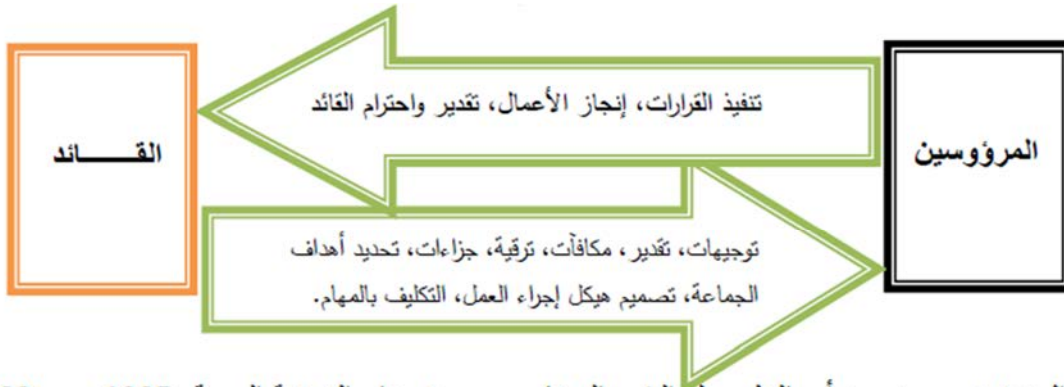 المرؤوسين
تنفيذ القرارات، إنجاز الأعمال، تقدير واحترام القائد
القـــــائد
توجيهات، تقدير، مكافآت، ترقية، جزاءات، تحديد أهداف
الجماعة، تصميم هيكل إجراء العمل، التكليف بالمهام.